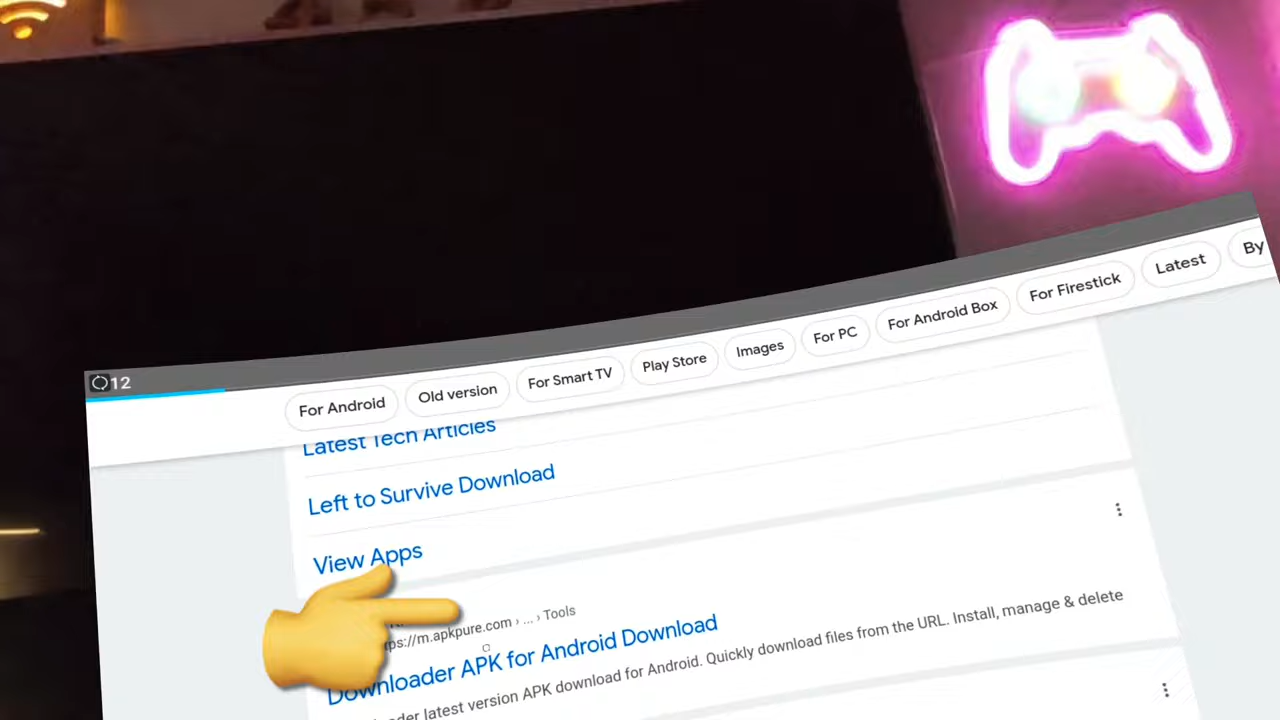 12
For Android
Old version
For Smart TV
Play Store
Images
For PC
For Android Box
For Firestick
Latest
By
Latest Tech Articles
Left to Survive Download
View Apps
m.apkpure.com › ... › Tools
Downloader APK for Android Download
latest version APK download for Android. Quickly download files from the URL. Install, manage & delete